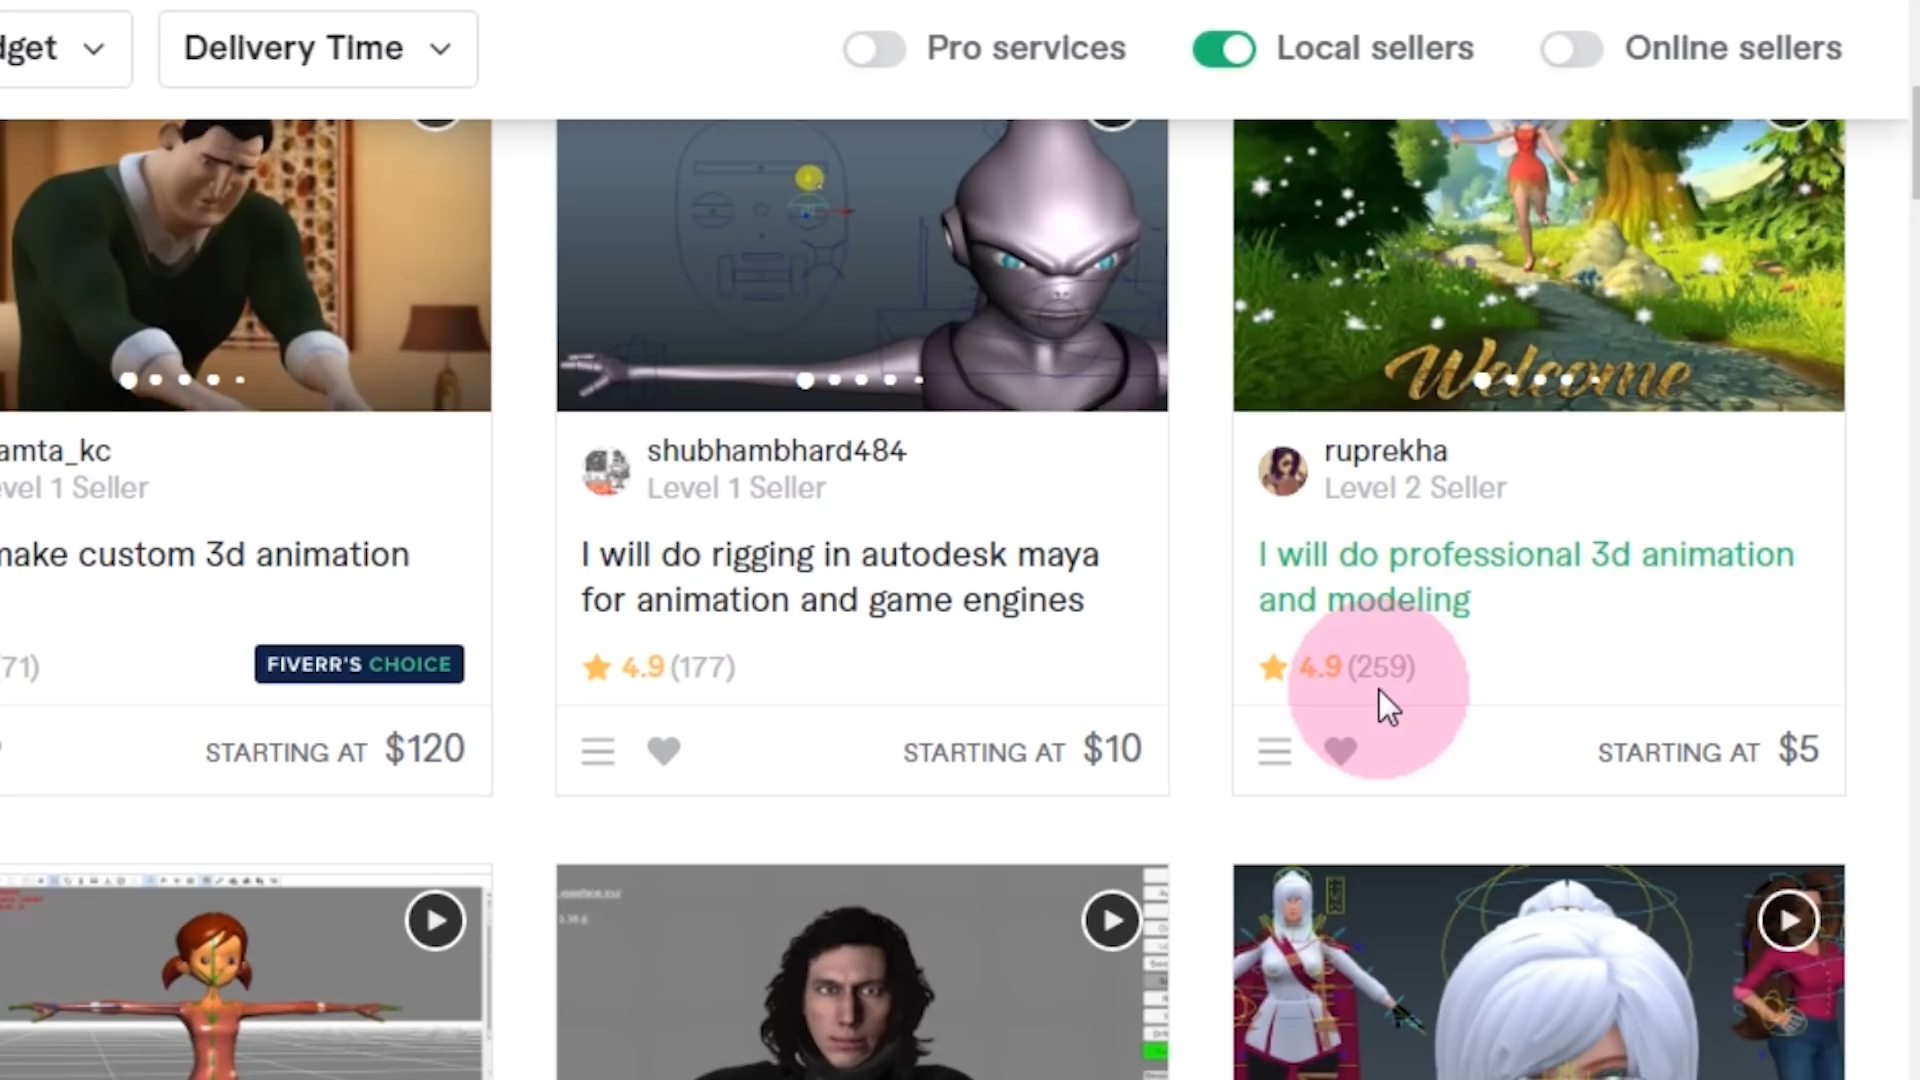 dget
Delivery Time
Pro services
Local sellers
Online sellers
Welcome
amta_kc
evel 1 Seller
make custom 3d animation
71)
FIVERR'S CHOICE
STARTING AT $120
shubhambhard484
Level 1 Seller
I will do rigging in autodesk maya
for animation and game engines
4.9 (177)
STARTING AT $10
ruprekha
Level 2 Seller
I will do professional 3d animation
and modeling
4.9 (259)
STARTING AT $5